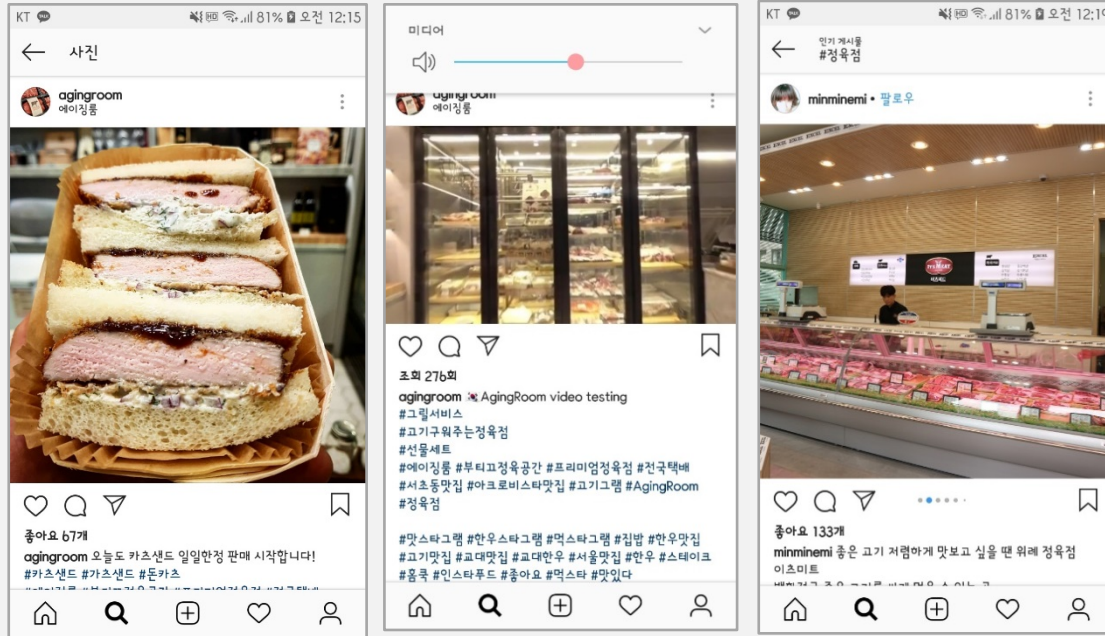 KT
81% 오전 12:15
사진
agingroom
에이징룸
좋아요 67개
agingroom 오늘도 카츠샌드 일일한정 판매 시작합니다!
#카츠샌드 #가츠샌드 #돈카츠
미디어
agingroom
에이징룸
조회 276회
agingroom AgingRoom video testing
#그릴서비스
#고기구워주는정육점
#선물세트
#에이징룸 #부티끄정육공간 #프리미엄정육점 #전국택배
#서초동맛집 #아크로비스타맛집 #고기그램 #AgingRoom
#정육점
#맛스타그램 #한우스타그램 #먹스타그램 #집밥 #한우맛집
#고기맛집 #교대맛집 #교대한우 #서울맛집 #한우 #스테이크
#홈쿡 #인스타푸드 #좋아요 #먹스타 #맛있다
KT
81% 오전
인기 게시물
#정육점
minminemi • 팔로우
좋아요 133개
minminemi 좋은 고기 저렴하게 맛보고 싶을 땐 위례 정육점
이츠미트